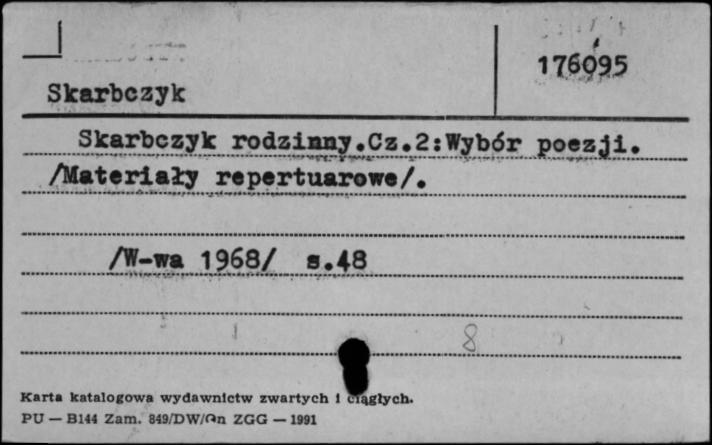 176095
Skarbczyk
Skarbczyk rodzinny.Cz.2:Wybór poezji.
/Materiały repertuarowe/.
/W-wa 1968/ s.48
8
Karta katalogowa wydawnictw zwartych i ciągłych.
PU — B144 Zam. 849/DW/On ZGG — 1991